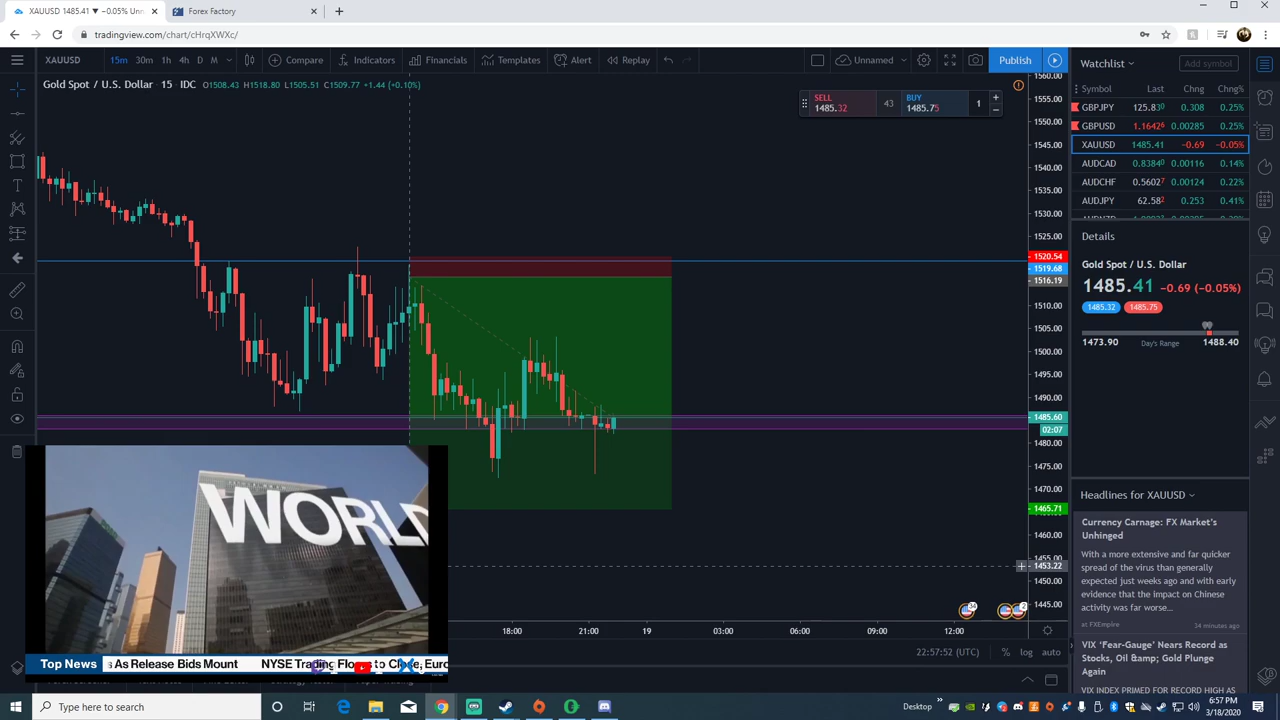 XAUUSD 1485.41 ▼ −0.05% Unn
Forex Factory
tradingview.com/chart/cHrqXWXc/
XAUUSD
15m
30m
1h
4h
D
M
Compare
Indicators
Financials
Templates
Alert
Replay
Unnamed
Publish
Gold Spot / U.S. Dollar · 15 · IDC O1508.43 H1518.80 L1505.51 C1509.77 +1.44 (+0.10%)
SELL
1485.32
43
BUY
1485.75
1
1560.00
1555.00
1550.00
1545.00
1540.00
1535.00
1530.00
1525.00
1520.54
1519.68
1516.19
1510.00
1505.00
1500.00
1495.00
1490.00
1485.60
02:07
1480.00
1475.00
1470.00
1465.71
1460.00
1455.00
1453.22
1450.00
1445.00
18:00
21:00
19
03:00
06:00
09:00
12:00
22:57:52 (UTC)
%
log
auto
Watchlist
Add symbol
Symbol Last Chng Chng%
GBPJPY 125.830 0.308 0.25%
GBPUSD 1.16426 0.00285 0.25%
XAUUSD 1485.41 −0.69 −0.05%
AUDCAD 0.83840 0.00116 0.14%
AUDCHF 0.56027 0.00124 0.22%
AUDJPY 62.582 0.253 0.41%
Details
Gold Spot / U.S. Dollar
1485.41 −0.69 (−0.05%)
1485.32
1485.75
1473.90 Day's Range 1488.40
Headlines for XAUUSD
Currency Carnage: FX Market's
Unhinged
With a more extensive and far quicker
spread of the virus than generally
expected just weeks ago and with early
evidence that the impact on Chinese
activity was far worse...
at FXEmpire
34 minutes ago
VIX ‘Fear-Gauge’ Nears Record as
Stocks, Oil &amp; Gold Plunge
Again
VIX INDEX PRIMED FOR RECORD HIGH AS
WORLD
Top News
s As Release Bids Mount
NYSE Trading Floors to Close, Euro
Type here to search
Desktop
6:57 PM
3/18/2020